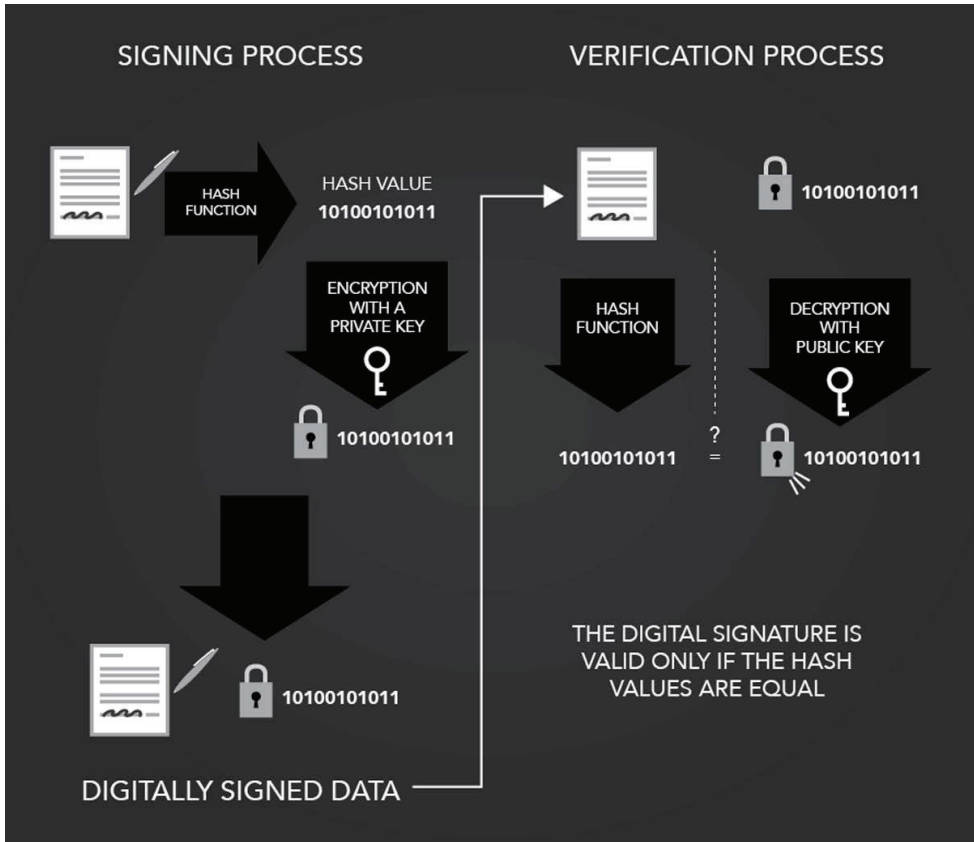 SIGNING PROCESS
HASH
FUNCTION
HASH VALUE
10100101011
ENCRYPTION
WITH A
PRIVATE KEY
10100101011
10100101011
DIGITALLY SIGNED DATA
VERIFICATION PROCESS
10100101011
HASH
FUNCTION
DECRYPTION
WITH
PUBLIC KEY
10100101011
?
=
10100101011
THE DIGITAL SIGNATURE IS
VALID ONLY IF THE HASH
VALUES ARE EQUAL